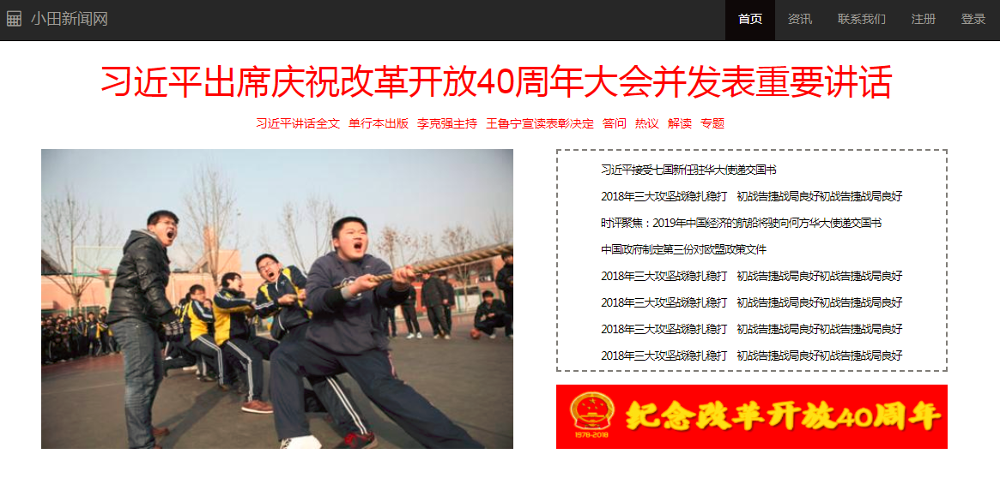 小田新闻网 首页 资讯 联系我们 注册 登录
习近平出席庆祝改革开放40周年大会并发表重要讲话
习近平讲话全文 单行本出版 李克强主持 王鲁宁宣读表彰决定 答问 热议 解读 专题
习近平接受七国新任驻华大使递交国书
2018年三大攻坚战稳扎稳打 初战告捷战局良好初战告捷战局良好
时评聚焦：2019年中国经济的航船将驶向何方华大使递交国书
中国政府制定第三份对欧盟政策文件
2018年三大攻坚战稳扎稳打 初战告捷战局良好初战告捷战局良好
2018年三大攻坚战稳扎稳打 初战告捷战局良好初战告捷战局良好
2018年三大攻坚战稳扎稳打 初战告捷战局良好初战告捷战局良好
2018年三大攻坚战稳扎稳打 初战告捷战局良好初战告捷战局良好
纪念改革开放40周年
1978-2018